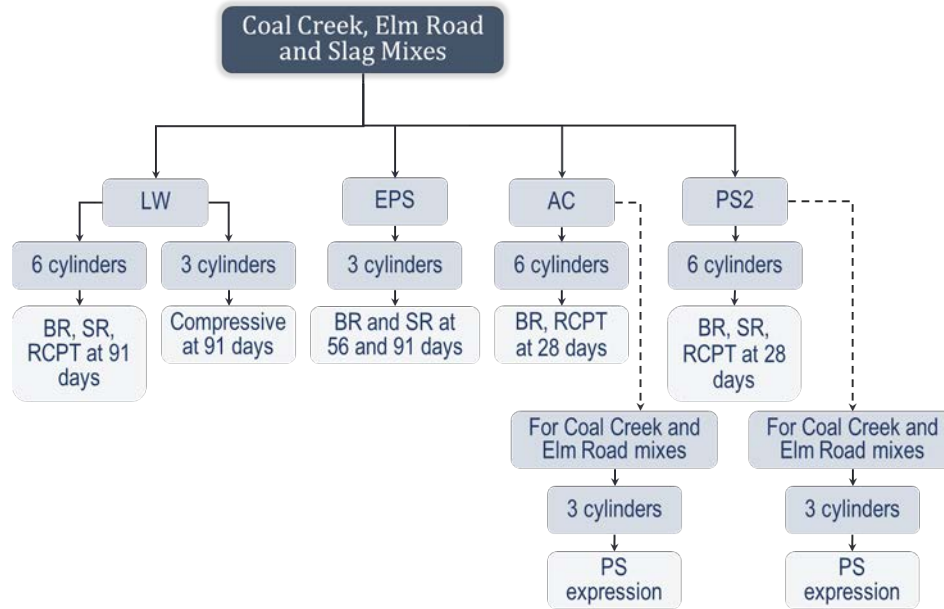 Coal Creek, Elm Road
and Slag Mixes
LW
EPS
AC
PS2
6 cylinders
3 cylinders
3 cylinders
6 cylinders
6 cylinders
BR, SR,
RCPT at 91
days
Compressive
at 91 days
BR and SR at
56 and 91 days
BR, RCPT
at 28 days
BR, SR,
RCPT at 28
days
For Coal Creek and
Elm Road mixes
For Coal Creek and
Elm Road mixes
3 cylinders
3 cylinders
PS
expression
PS
expression